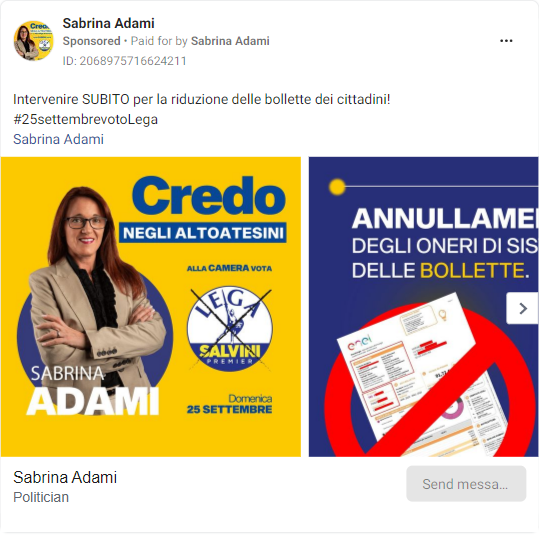 Sabrina Adami
Sponsored • Paid for by Sabrina Adami
ID: 2068975716624211
Intervenire SUBITO per la riduzione delle bollette dei cittadini!
#25settembrevotoLega
Sabrina Adami
Credo
NEGLI ALTOATESINI
ALLA CAMERA VOTA
LEGA
SALVINI
PREMIER
SABRINA
ADAMI
Domenica
25 SETTEMBRE
ANNULLAME
DEGLI ONERI DI SIS
DELLE BOLLETTE.
enel
Sabrina Adami
Politician
Send messa...